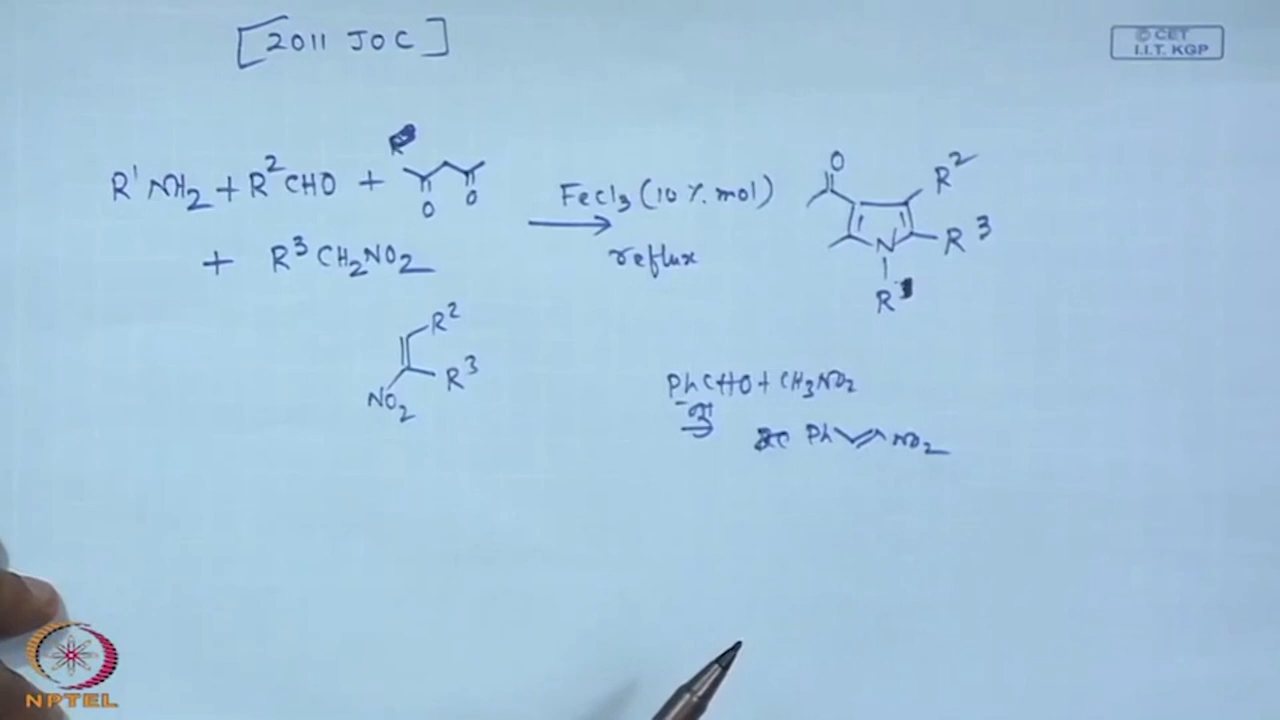 [2011 JOC]
© CET
I.I.T. KGP
R¹NH₂ + R²CHO +
O O
+ R³CH₂NO₂
FeCl₃ (10 % mol)
reflux
O
R²
R³
N
R
R²
R³
NO₂
PhCHO + CH₃NO₂
Ph NO₂
NPTEL